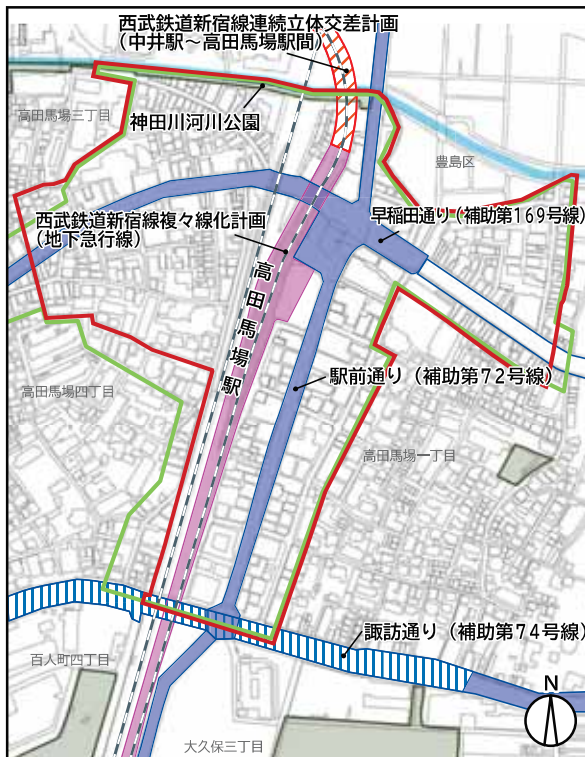 西武鉄道新宿線連続立体交差計画
(中井駅～高田馬場駅間)
高田馬場三丁目
神田川河川公園
豊島区
西武鉄道新宿線複々線化計画
(地下急行線)
早稲田通り(補助第169号線)
高田馬場駅
駅前通り(補助第72号線)
高田馬場四丁目
高田馬場一丁目
諏訪通り(補助第74号線)
百人町四丁目
大久保三丁目
N